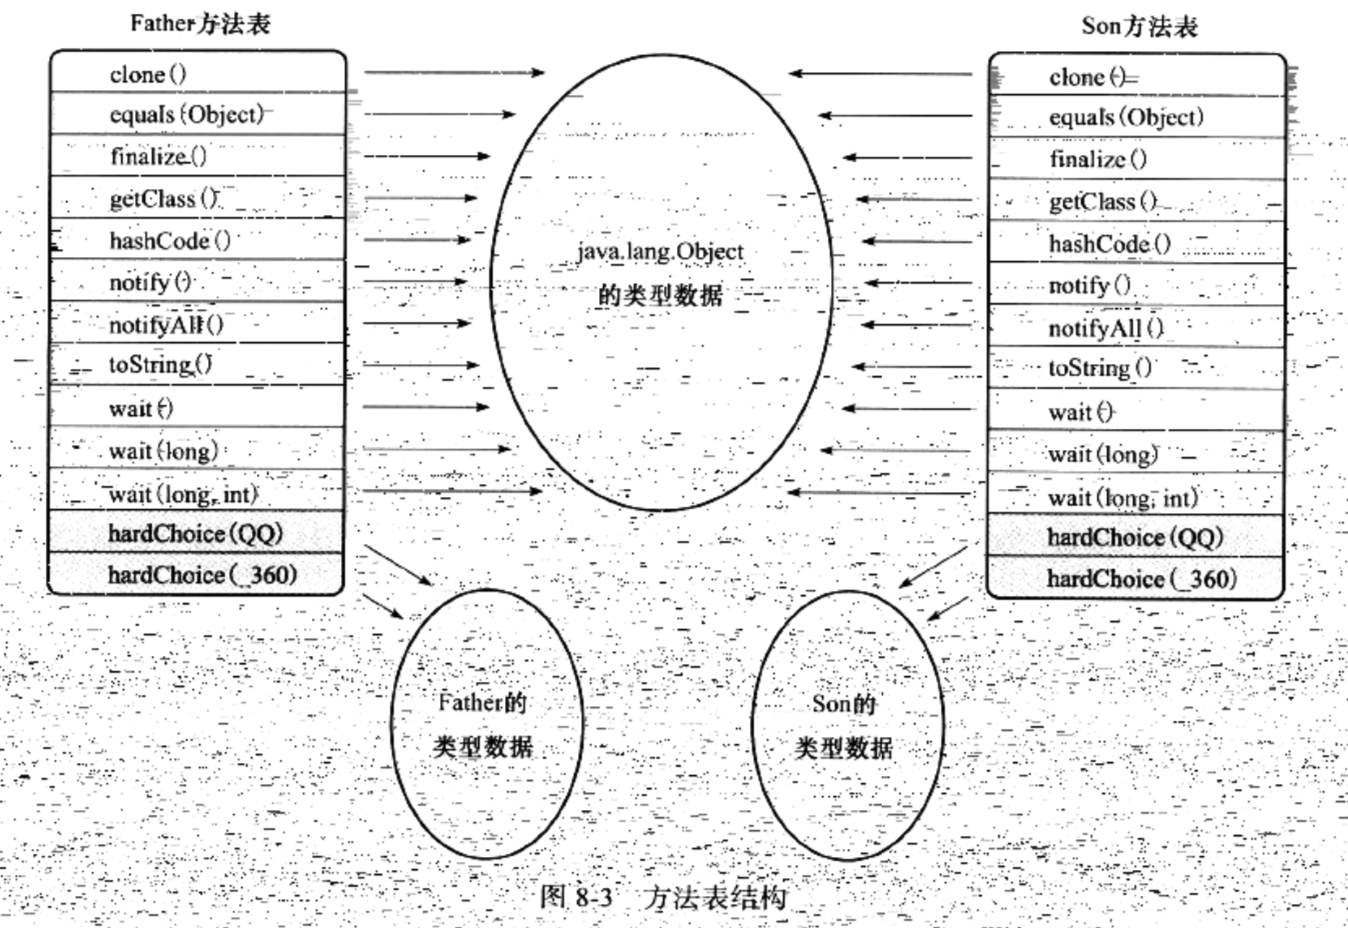 Father方法表
clone()
equals(Object)
finalize()
getClass()
hashCode()
notify()
notifyAll()
toString()
wait()
wait(long)
wait(long, int)
hardChoice(QQ)
hardChoice(_360)
java.lang.Object
的类型数据
Father的
类型数据
Son的
类型数据
Son方法表
clone()
equals(Object)
finalize()
getClass()
hashCode()
notify()
notifyAll()
toString()
wait()
wait(long)
wait(long, int)
hardChoice(QQ)
hardChoice(_360)
图 8-3 方法表结构